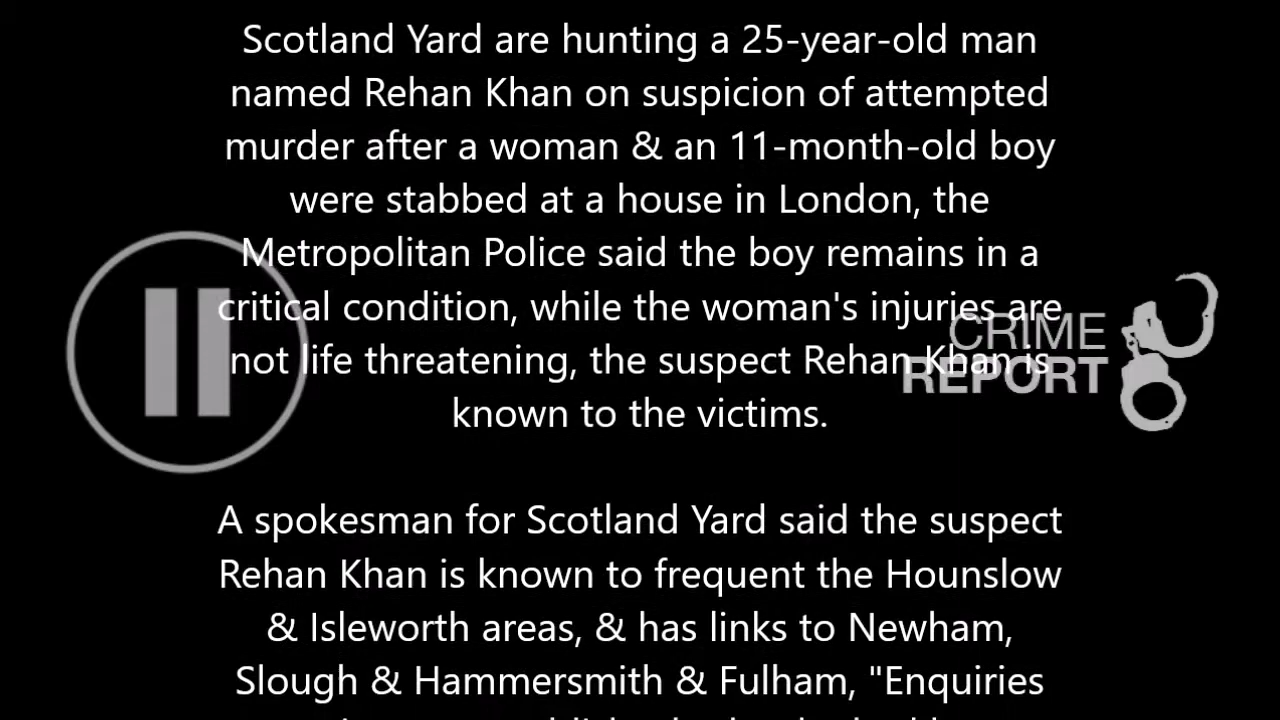 Scotland Yard are hunting a 25-year-old man
named Rehan Khan on suspicion of attempted
murder after a woman & an 11-month-old boy
were stabbed at a house in London, the
Metropolitan Police said the boy remains in a
critical condition, while the woman's injuries are
not life threatening, the suspect Rehan Khan is
known to the victims.
CRIME
REPORT
A spokesman for Scotland Yard said the suspect
Rehan Khan is known to frequent the Hounslow
& Isleworth areas, & has links to Newham,
Slough & Hammersmith & Fulham, "Enquiries